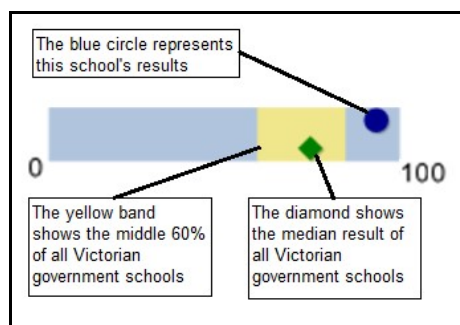 The blue circle represents
this school's results
0
100
The yellow band
shows the middle 60%
of all Victorian
government schools
The diamond shows
the median result of
all Victorian
government schools